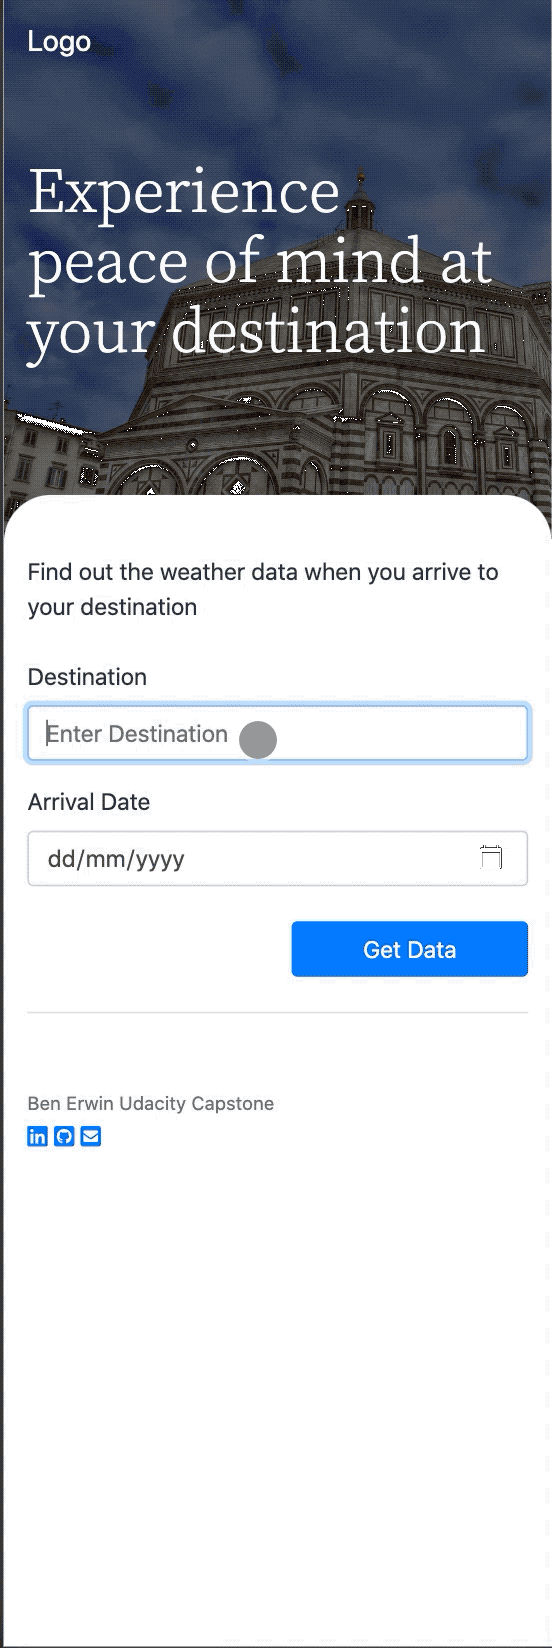 Logo
Experience
peace of mind at
your destination
Find out the weather data when you arrive to
your destination
Destination
Enter Destination
Arrival Date
dd/mm/yyyy
Get Data
Ben Erwin Udacity Capstone
in